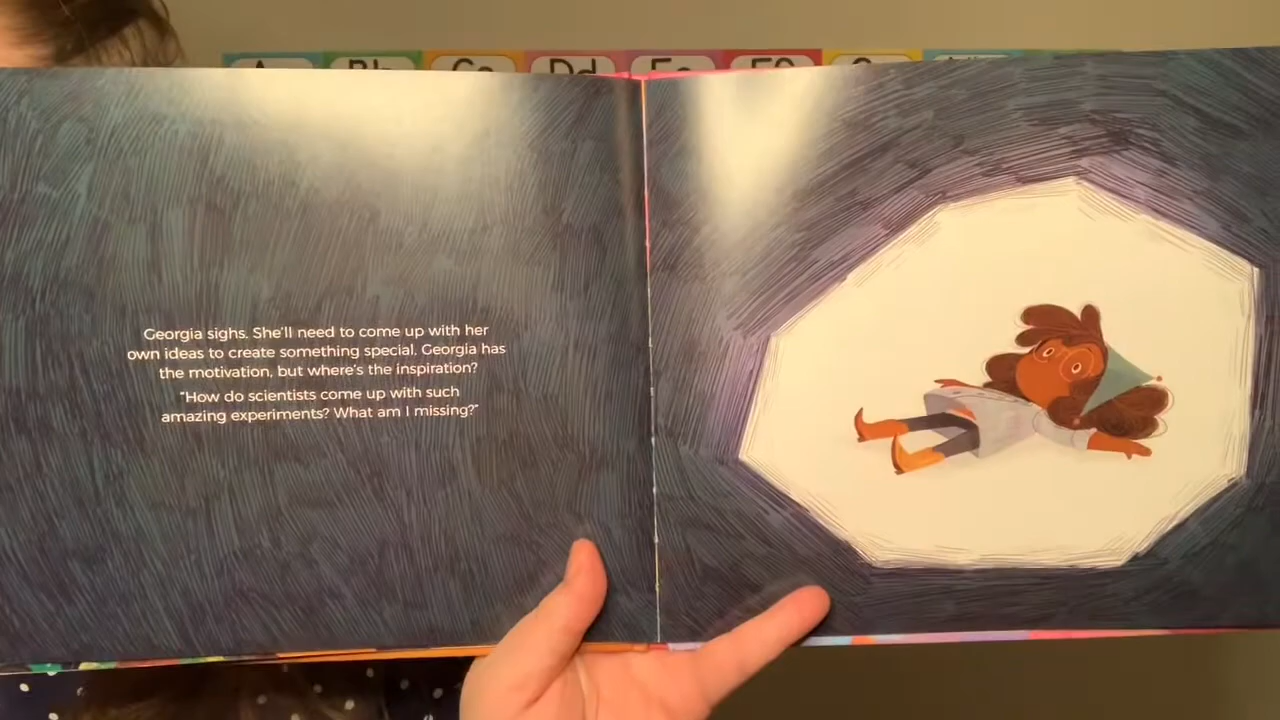 Georgia sighs. She'll need to come up with her
own ideas to create something special. Georgia has
the motivation, but where's the inspiration?
"How do scientists come up with such
amazing experiments? What am I missing?"